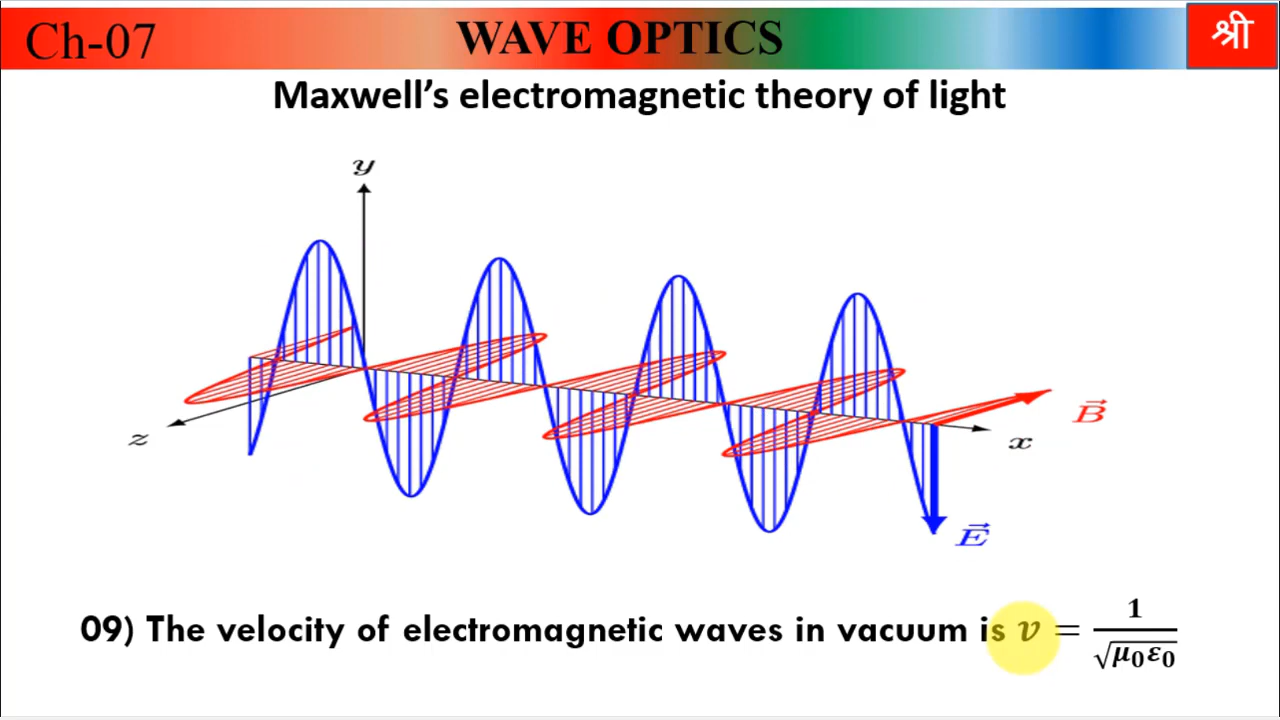 Ch-07
WAVE OPTICS
श्री
Maxwell's electromagnetic theory of light
y
z
x
B⃗
E⃗
09) The velocity of electromagnetic waves in vacuum is v = 1/√μ₀ε₀